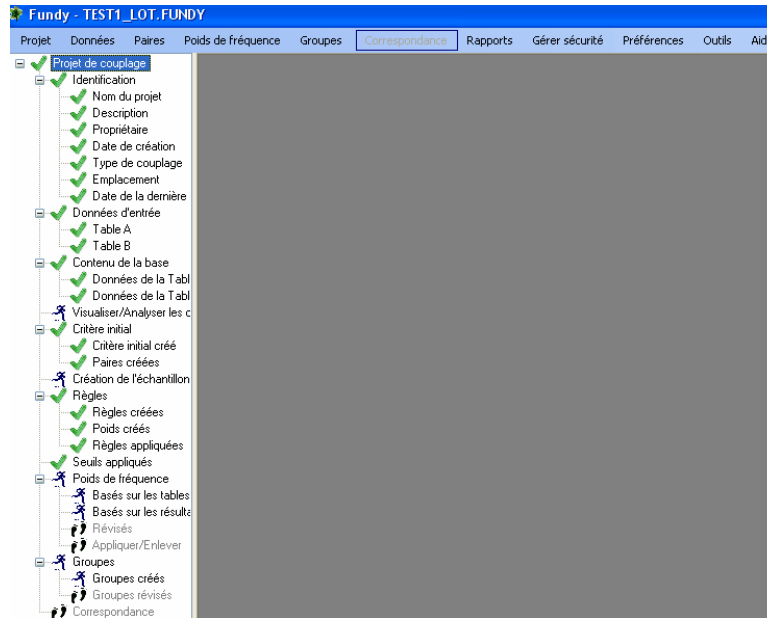 Fundy - TEST1_LOT.FUNDY
Projet Données Paires Poids de fréquence Groupes Correspondance Rapports Gérer sécurité Préférences Outils Aid
Projet de couplage
Identification
Nom du projet
Description
Propriétaire
Date de création
Type de couplage
Emplacement
Date de la dernière
Données d'entrée
Table A
Table B
Contenu de la base
Données de la Tabl
Données de la Tabl
Visualiser/Analyser les c
Critère initial
Critère initial créé
Paires créées
Création de l'échantillon
Règles
Règles créées
Poids créés
Règles appliquées
Seuils appliqués
Poids de fréquence
Basés sur les tables
Basés sur les résulta
Révisés
Appliquer/Enlever
Groupes
Groupes créés
Groupes révisés
Correspondance